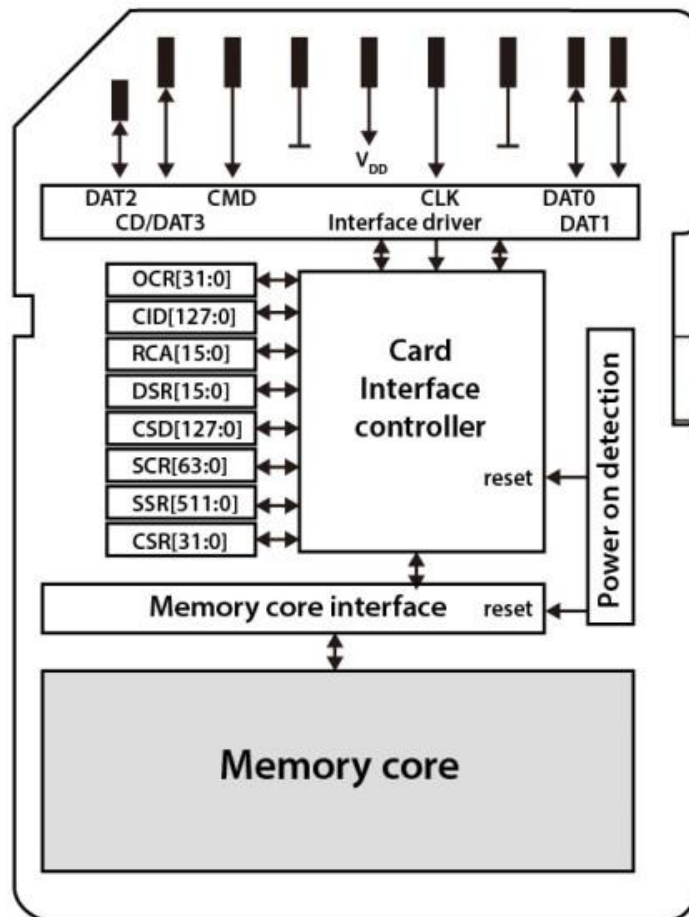 V_DD
DAT2 CMD CLK DAT0
CD/DAT3 Interface driver DAT1
OCR[31:0]
CID[127:0]
RCA[15:0]
DSR[15:0]
CSD[127:0]
SCR[63:0]
SSR[511:0]
CSR[31:0]
Card
Interface
controller
reset
Power on detection
Memory core interface reset
Memory core